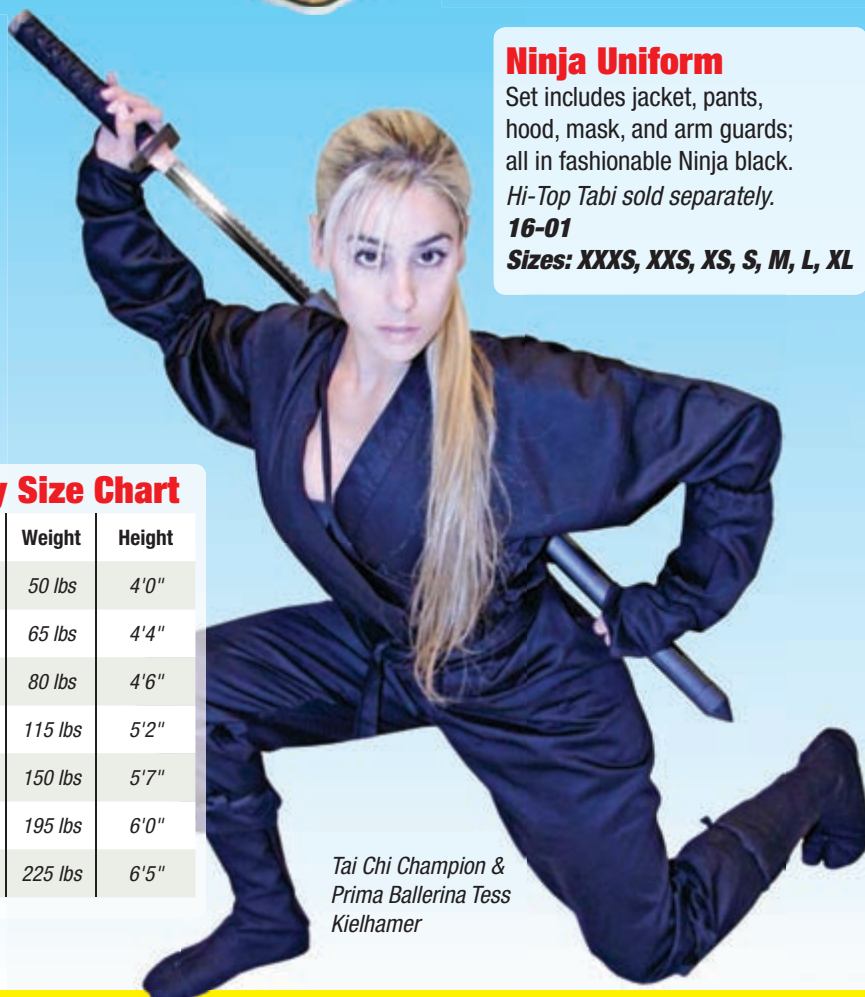 Ninja Uniform
Set includes jacket, pants,
hood, mask, and arm guards;
all in fashionable Ninja black.
Hi-Top Tabi sold separately.
16-01
Sizes: XXXS, XXS, XS, S, M, L, XL
Size Chart
Weight Height
50 lbs 4'0"
65 lbs 4'4"
80 lbs 4'6"
115 lbs 5'2"
150 lbs 5'7"
195 lbs 6'0"
225 lbs 6'5"
Tai Chi Champion &
Prima Ballerina Tess
Kielhamer